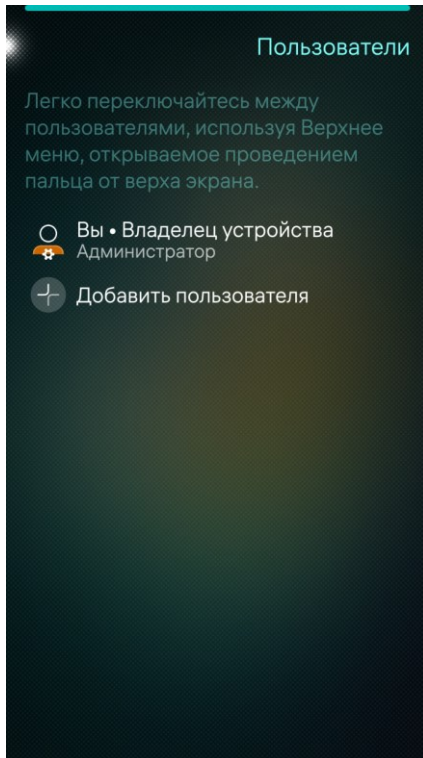 Пользователи
Легко переключайтесь между
пользователями, используя Верхнее
меню, открываемое проведением
пальца от верха экрана.
Вы • Владелец устройства
Администратор
Добавить пользователя